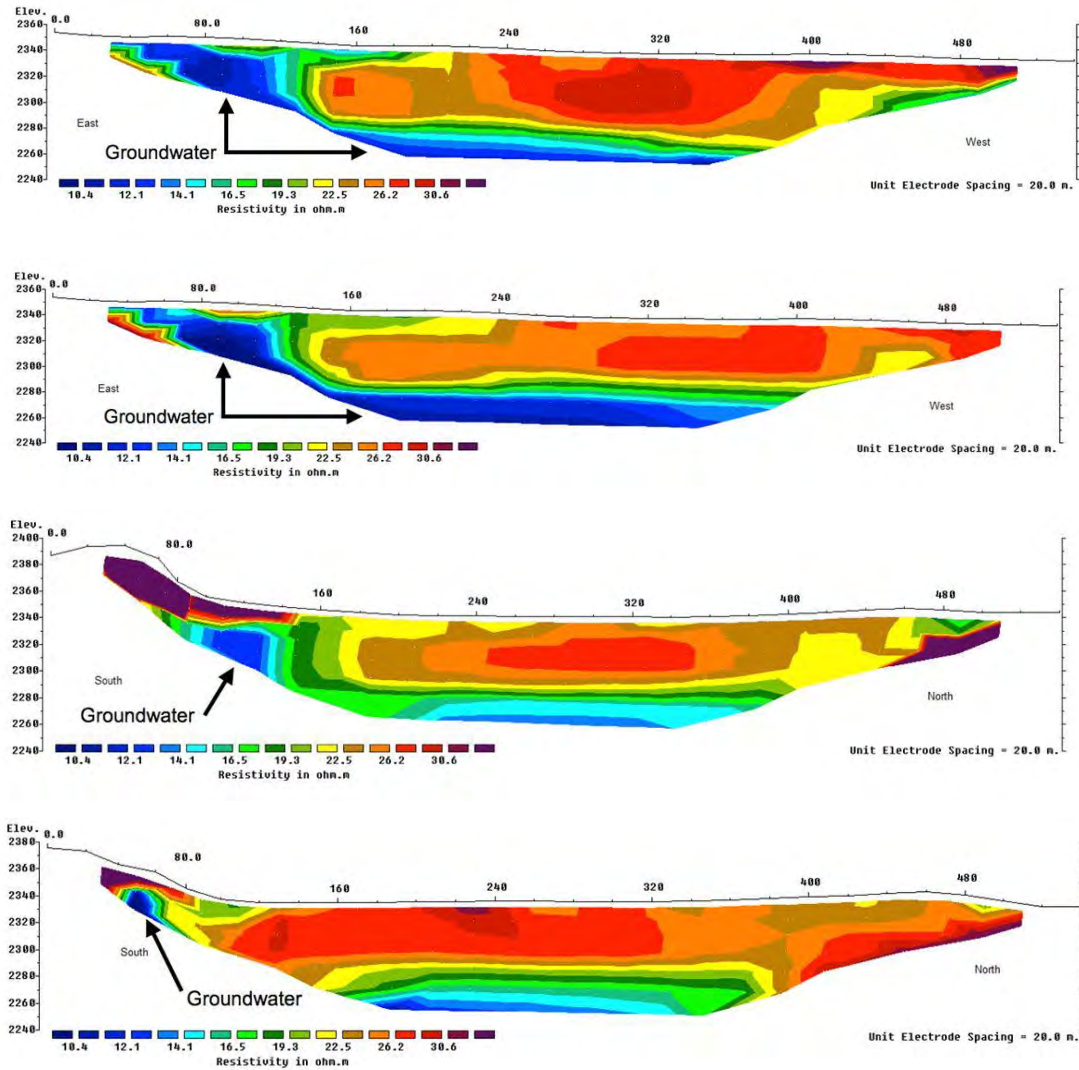 Elev.
0.0 80.0 160 240 320 400 480
2360
2340
2320
2300
2280
2260
2240
East
West
Groundwater
10.4 12.1 14.1 16.5 19.3 22.5 26.2 30.6
Resistivity in ohm.m
Unit Electrode Spacing = 20.0 m.
Elev.
0.0 80.0 160 240 320 400 480
2360
2340
2320
2300
2280
2260
2240
East
West
Groundwater
10.4 12.1 14.1 16.5 19.3 22.5 26.2 30.6
Resistivity in ohm.m
Unit Electrode Spacing = 20.0 m.
Elev.
0.0 80.0 160 240 320 400 480
2400
2380
2360
2340
2320
2300
2280
2260
2240
South
North
Groundwater
10.4 12.1 14.1 16.5 19.3 22.5 26.2 30.6
Resistivity in ohm.m
Unit Electrode Spacing = 20.0 m.
Elev.
0.0 80.0 160 240 320 400 480
2380
2360
2340
2320
2300
2280
2260
2240
South
North
Groundwater
10.4 12.1 14.1 16.5 19.3 22.5 26.2 30.6
Resistivity in ohm.m
Unit Electrode Spacing = 20.0 m.